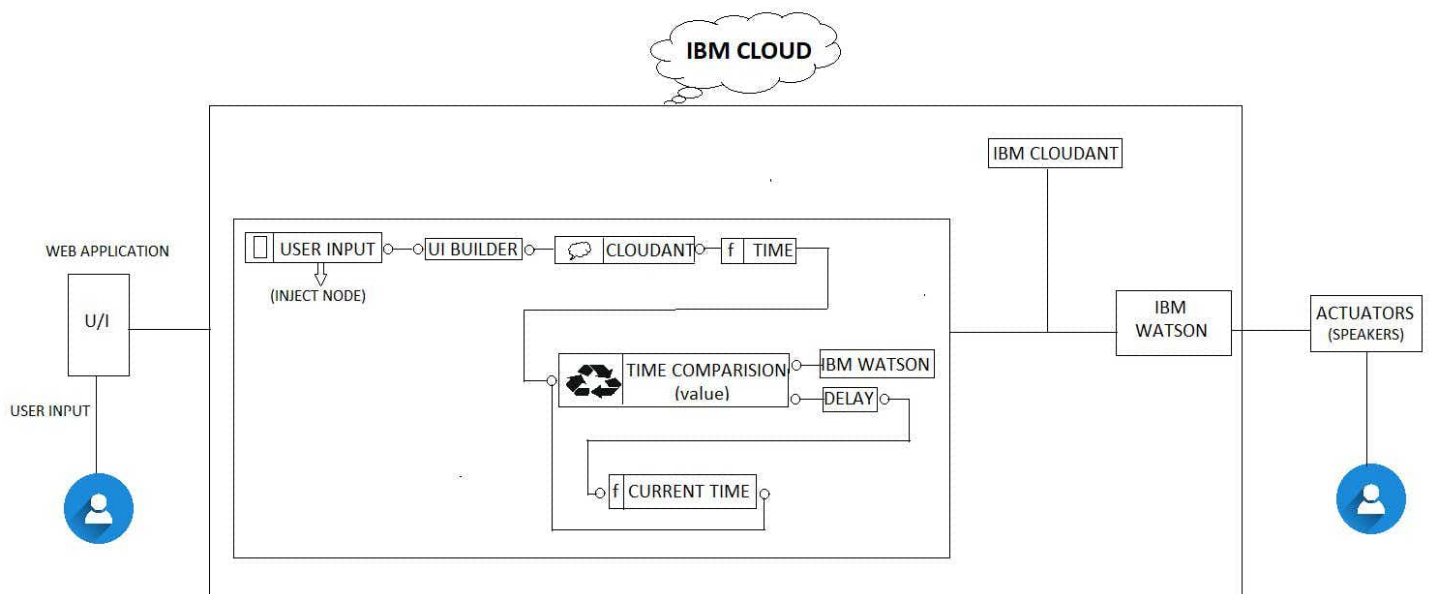 IBM CLOUD
IBM CLOUDANT
WEB APPLICATION
U/I
USER INPUT
USER INPUT
(INJECT NODE)
UI BUILDER
CLOUDANT
f TIME
TIME COMPARISION
(value)
IBM WATSON
DELAY
f CURRENT TIME
IBM
WATSON
ACTUATORS
(SPEAKERS)